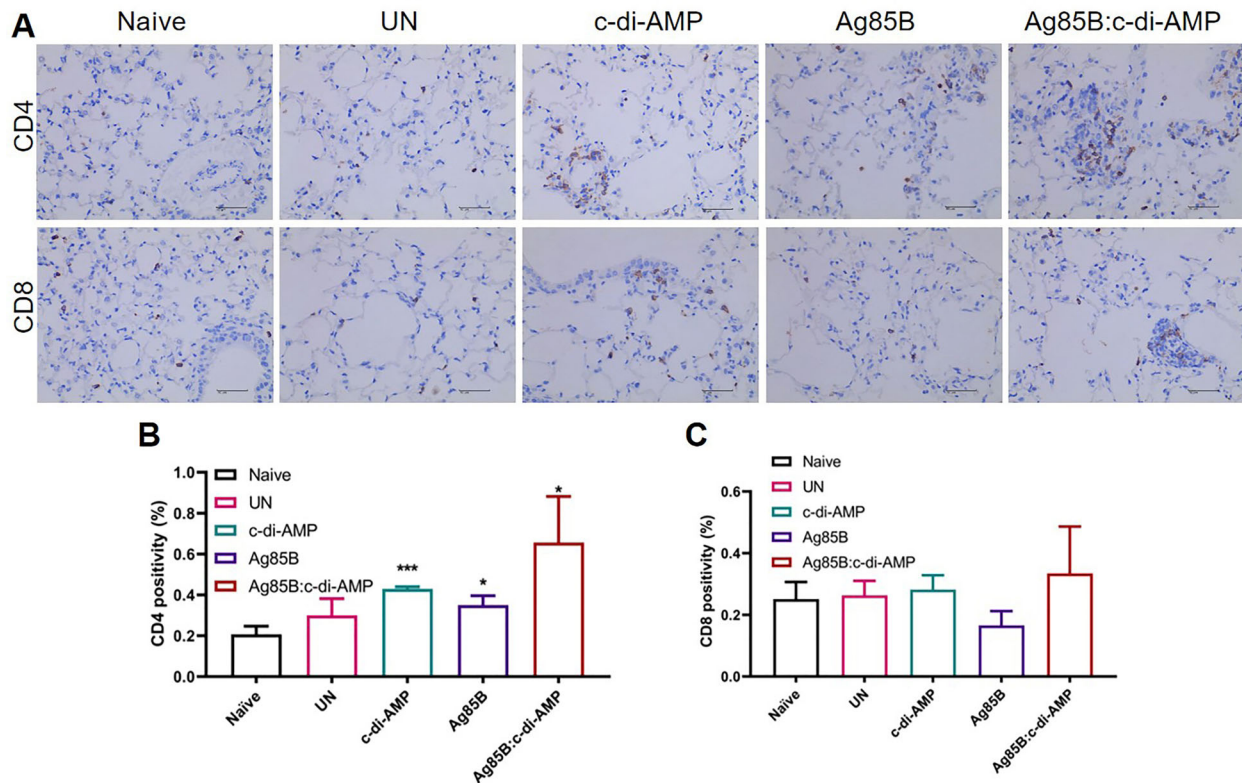 A
Naive UN c-di-AMP Ag85B Ag85B:c-di-AMP
CD4
CD8
B
CD4 positivity (%)
1.0
0.8
0.6
0.4
0.2
0.0
Naive
UN
c-di-AMP
Ag85B
Ag85B:c-di-AMP
***
*
*
Naïve
UN
c-di-AMP
Ag85B
Ag85B:c-di-AMP
C
CD8 positivity (%)
0.6
0.4
0.2
0.0
Naive
UN
c-di-AMP
Ag85B
Ag85B:c-di-AMP
Naïve
UN
c-di-AMP
Ag85B
Ag85B:c-di-AMP